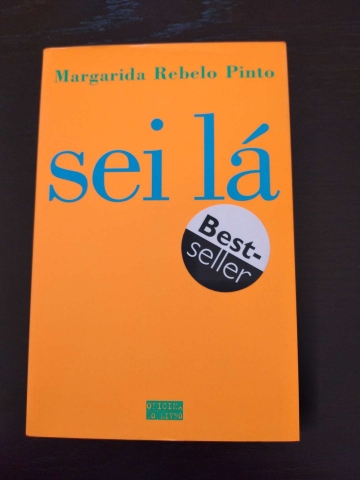 Margarida Rebelo Pinto
sei lá
Best-
seller
OFICINA
DO LIVRO